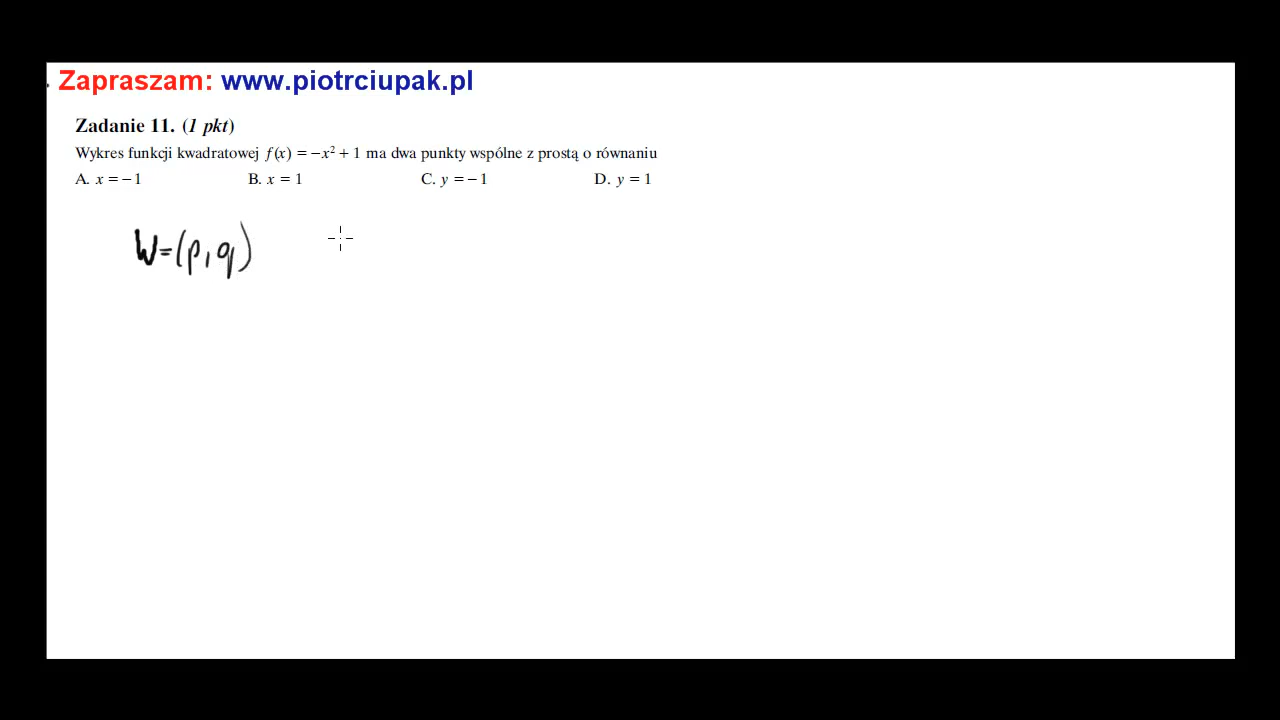 Zapraszam: www.piotrciupak.pl
Zadanie 11. (1 pkt)
Wykres funkcji kwadratowej f(x) = −x² + 1 ma dwa punkty wspólne z prostą o równaniu
A. x = −1 B. x = 1 C. y = −1 D. y = 1
W=(p,q)